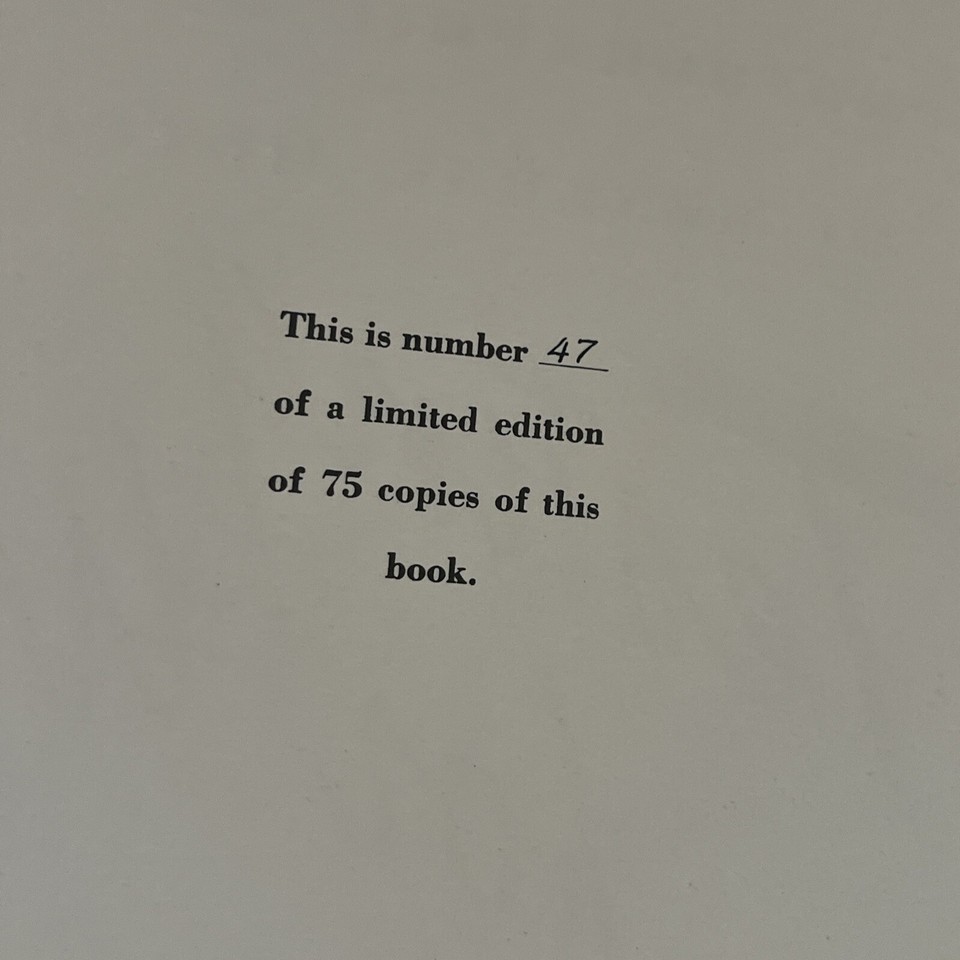 This is number 47
of a limited edition
of 75 copies of this
book.